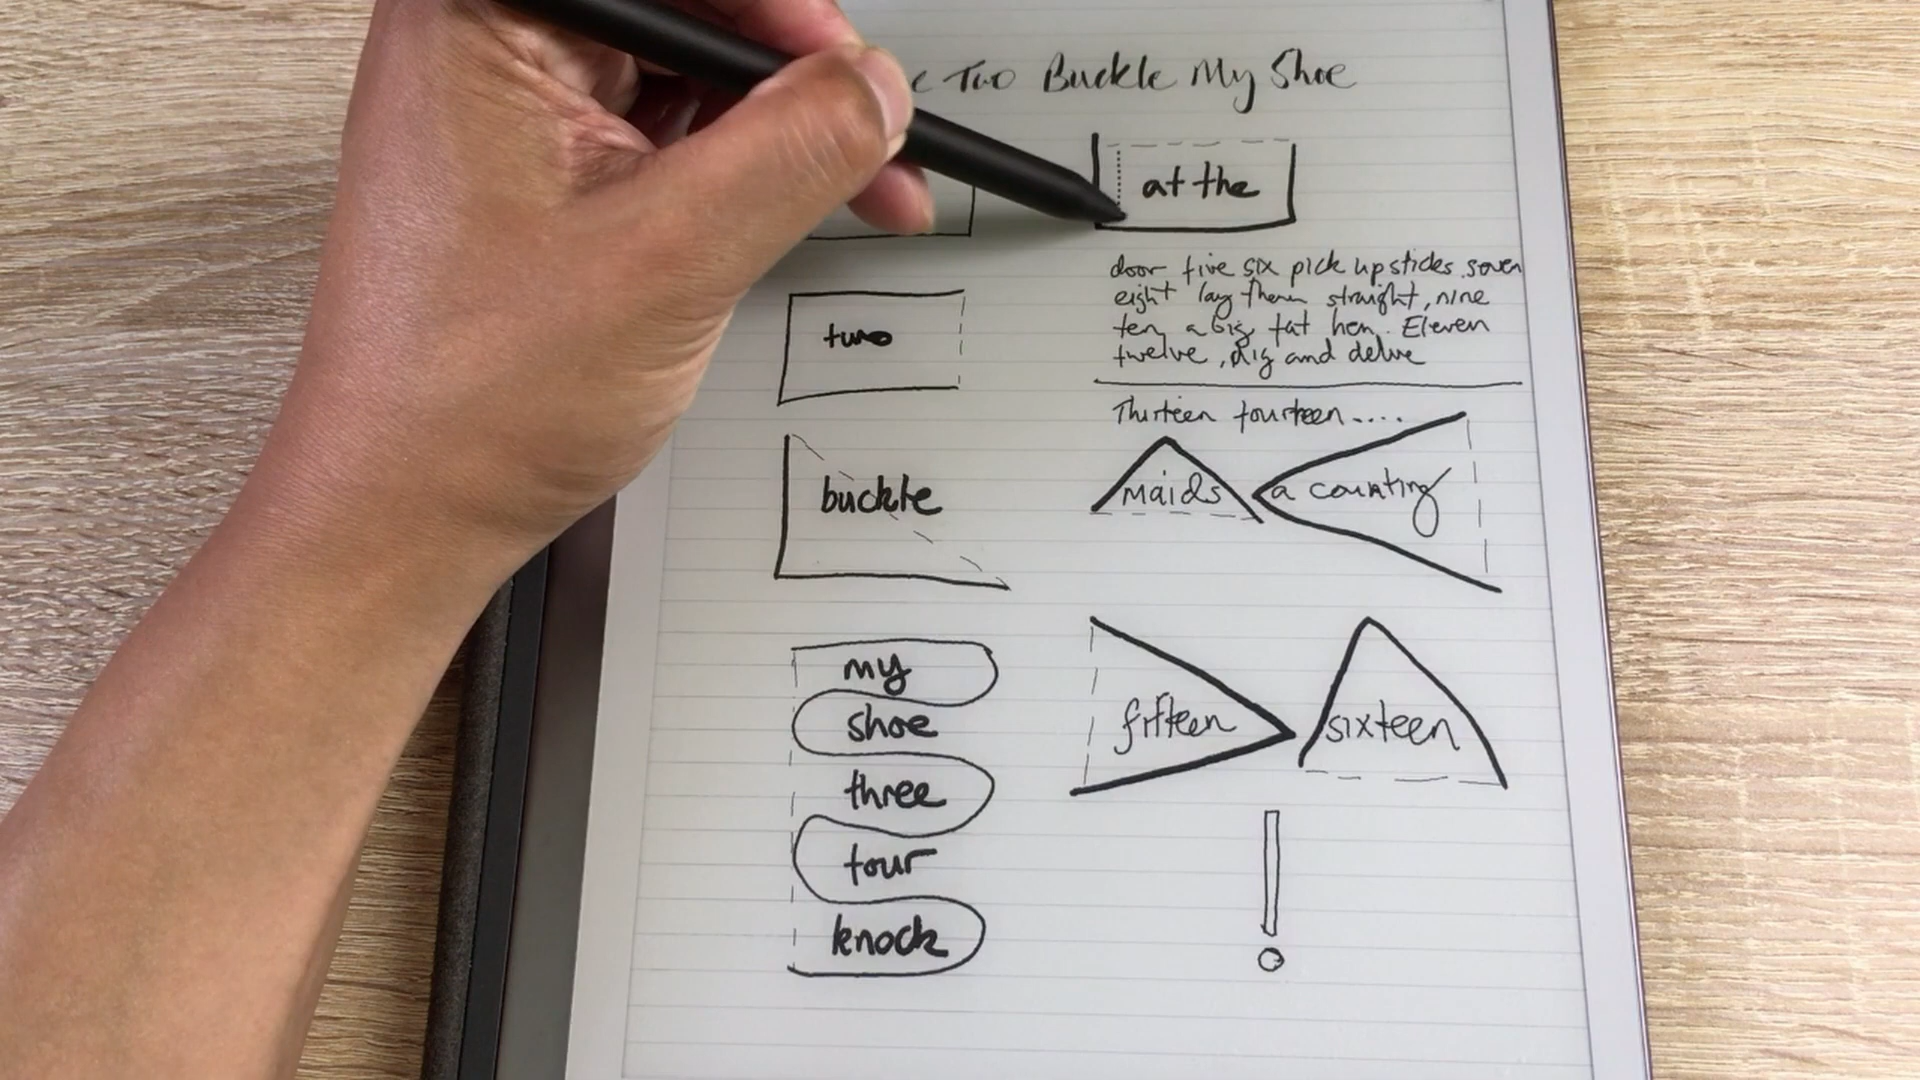 Two Buckle My Shoe
at the
two
buckle
my
shoe
three
four
knock
door five six pick up sticks seven
eight lay them straight, nine
ten, a big fat hen. Eleven
twelve, dig and delve
Thirteen fourteen....
maids a counting
fifteen sixteen
!